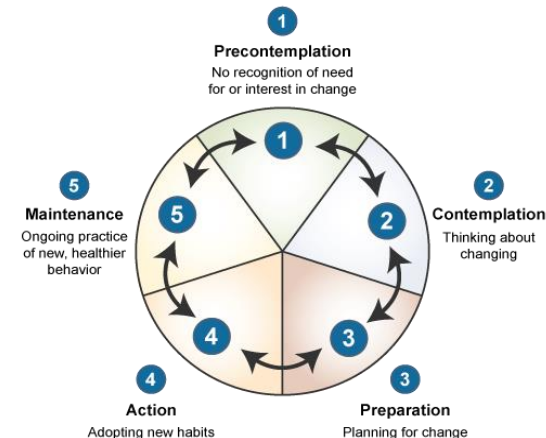 1
Precontemplation
No recognition of need
for or interest in change
1
5
Maintenance
Ongoing practice
of new, healthier
behavior
5
2
2
Contemplation
Thinking about
changing
4
3
4
Action
Adopting new habits
3
Preparation
Planning for change